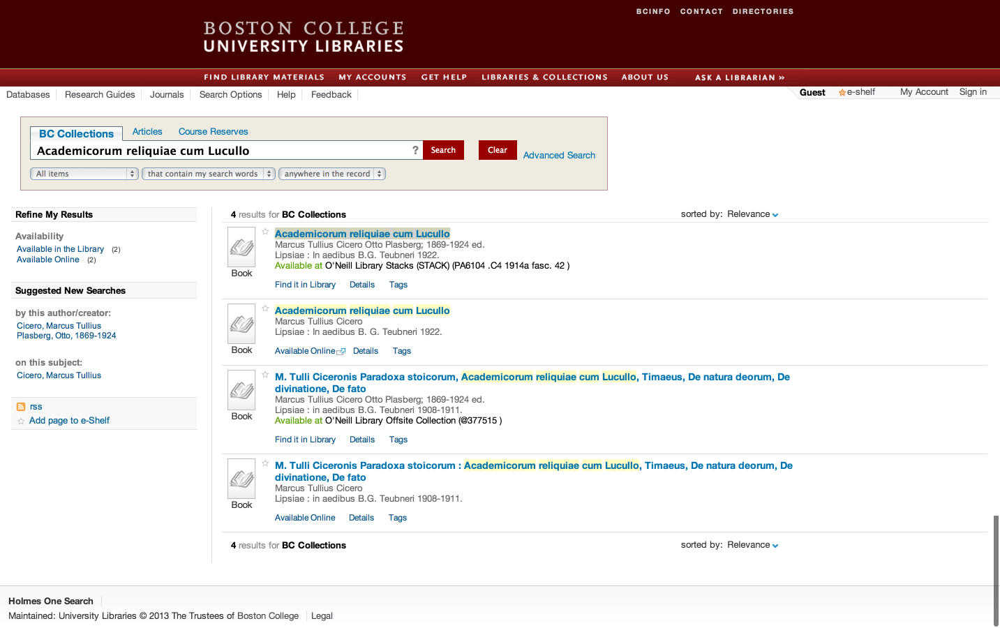 BCINFO CONTACT DIRECTORIES
BOSTON COLLEGE
UNIVERSITY LIBRARIES
FIND LIBRARY MATERIALS MY ACCOUNTS GET HELP LIBRARIES & COLLECTIONS ABOUT US ASK A LIBRARIAN »
Databases Research Guides Journals Search Options Help Feedback
Guest e-shelf My Account Sign in
BC Collections Articles Course Reserves
Academicorum reliquiae cum Lucullo ? Search Clear Advanced Search
All items that contain my search words anywhere in the record
Refine My Results
Availability
Available in the Library (2)
Available Online (2)
Suggested New Searches
by this author/creator:
Cicero, Marcus Tullius
Plasberg, Otto, 1869-1924
on this subject:
Cicero, Marcus Tullius
rss
Add page to e-Shelf
4 results for BC Collections sorted by: Relevance
Academicorum reliquiae cum Lucullo
Marcus Tullius Cicero Otto Plasberg; 1869-1924 ed.
Lipsiae : In aedibus B.G. Teubneri 1922.
Available at O'Neill Library Stacks (STACK) (PA6104 .C4 1914a fasc. 42 )
Book
Find it in Library Details Tags
Academicorum reliquiae cum Lucullo
Marcus Tullius Cicero
Lipsiae : In aedibus B. G. Teubneri 1922.
Book
Available Online Details Tags
M. Tulli Ciceronis Paradoxa stoicorum, Academicorum reliquiae cum Lucullo, Timaeus, De natura deorum, De
divinatione, De fato
Marcus Tullius Cicero Otto Plasberg; 1869-1924 ed.
Lipsiae : in aedibus B.G. Teubneri 1908-1911.
Available at O'Neill Library Offsite Collection (@377515 )
Book
Find it in Library Details Tags
M. Tulli Ciceronis Paradoxa stoicorum : Academicorum reliquiae cum Lucullo, Timaeus, De natura deorum, De
divinatione, De fato
Marcus Tullius Cicero
Lipsiae : in aedibus B.G. Teubneri 1908-1911.
Book
Available Online Details Tags
4 results for BC Collections sorted by: Relevance
Holmes One Search
Maintained: University Libraries © 2013 The Trustees of Boston College Legal